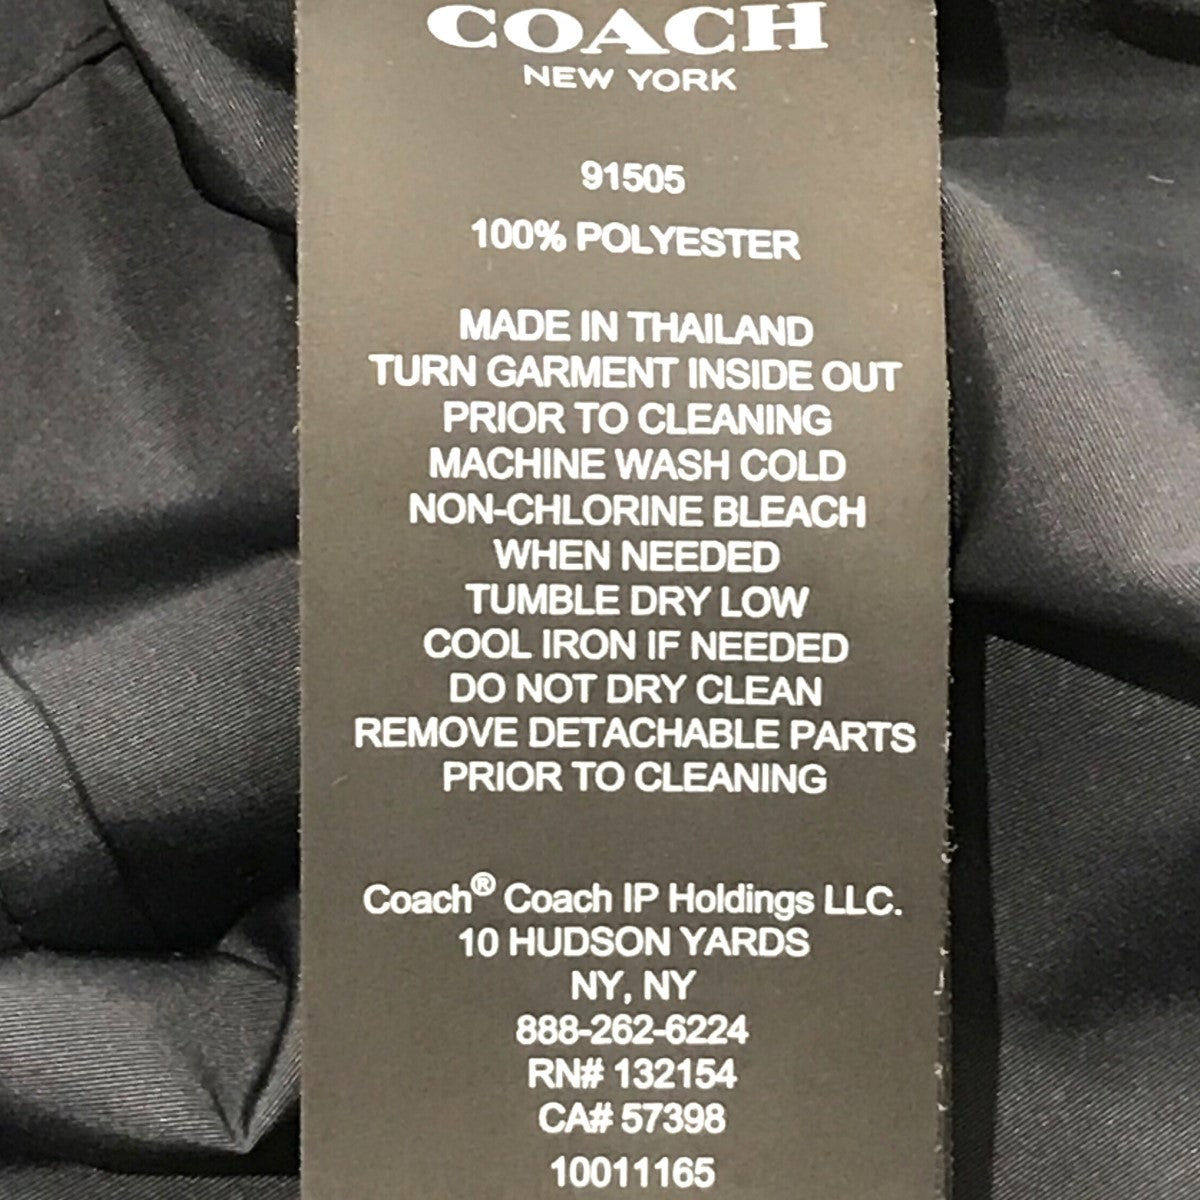 COACH
NEW YORK
91505
100% POLYESTER
MADE IN THAILAND
TURN GARMENT INSIDE OUT
PRIOR TO CLEANING
MACHINE WASH COLD
NON-CHLORINE BLEACH
WHEN NEEDED
TUMBLE DRY LOW
COOL IRON IF NEEDED
DO NOT DRY CLEAN
REMOVE DETACHABLE PARTS
PRIOR TO CLEANING
Coach® Coach IP Holdings LLC.
10 HUDSON YARDS
NY, NY
888-262-6224
RN# 132154
CA# 57398
10011165